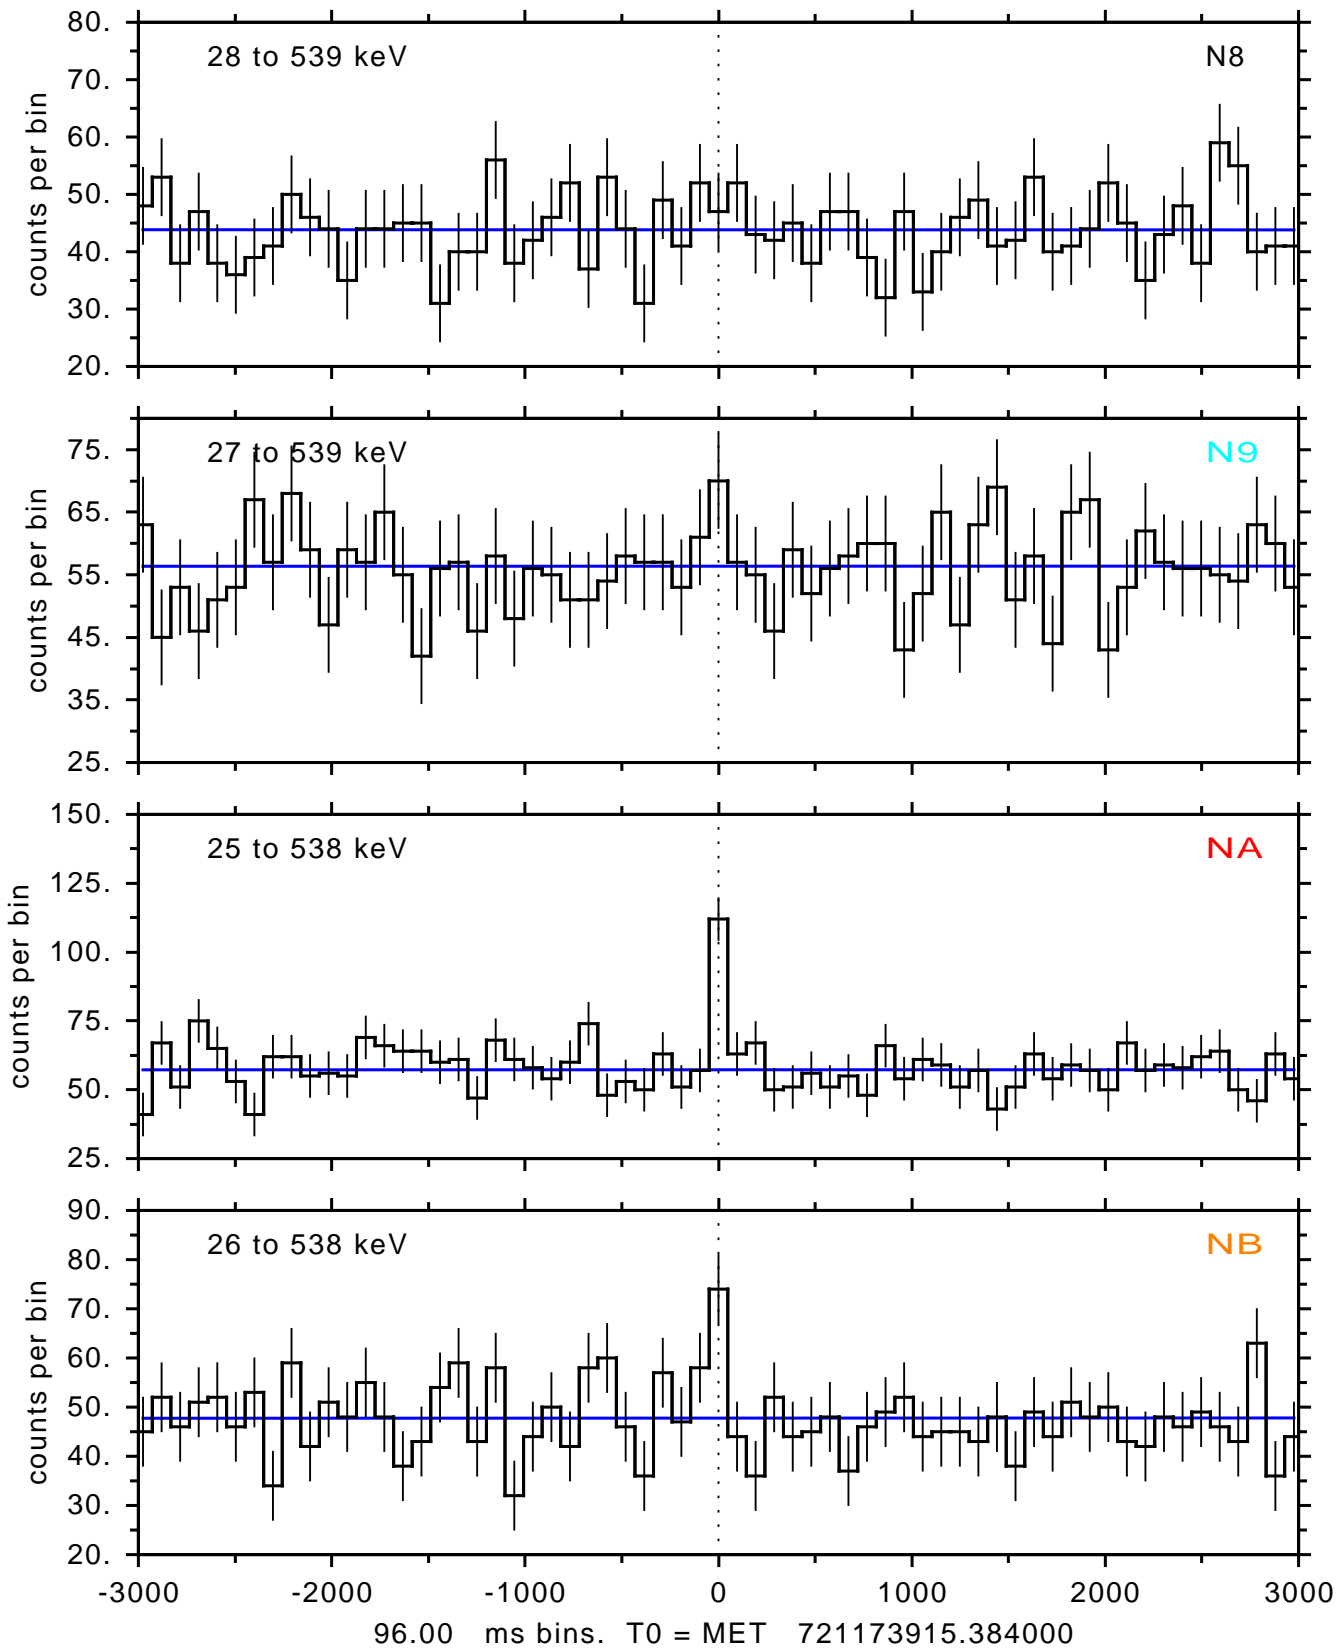 80.
28 to 539 keV N8
70.
60.
50.
40.
30.
20.
counts per bin
27 to 539 keV N9
75.
65.
55.
45.
35.
25.
counts per bin
150.
25 to 538 keV NA
125.
100.
75.
50.
25.
counts per bin
90.
26 to 538 keV NB
80.
70.
60.
50.
40.
30.
20.
counts per bin
-3000 -2000 -1000 0 1000 2000 3000
96.00 ms bins. T0 = MET 721173915.384000